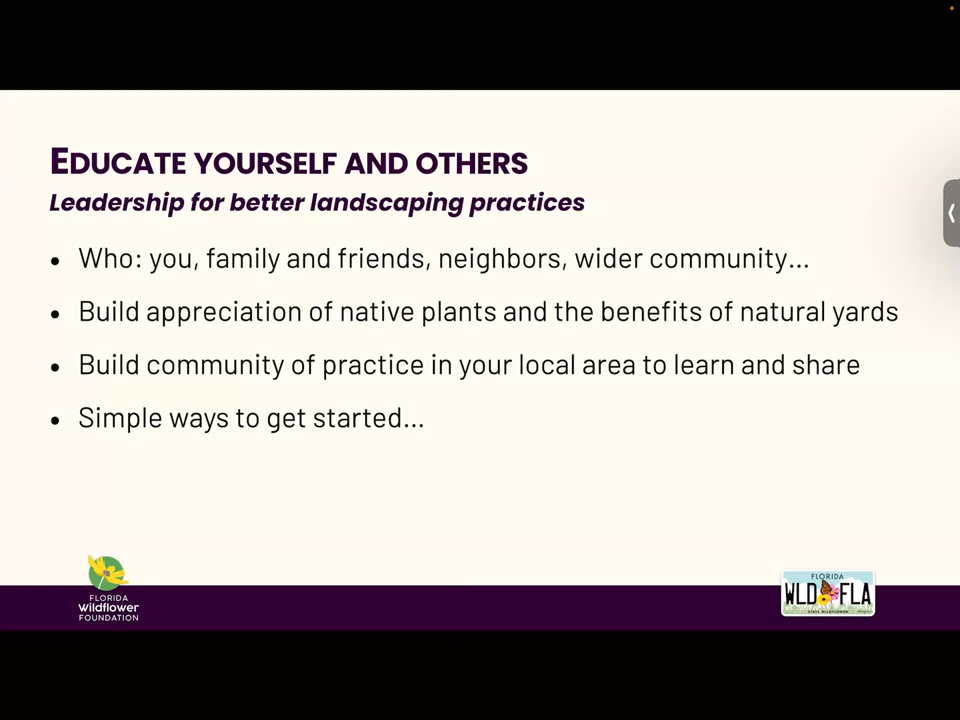 EDUCATE YOURSELF AND OTHERS
Leadership for better landscaping practices
• Who: you, family and friends, neighbors, wider community...
• Build appreciation of native plants and the benefits of natural yards
• Build community of practice in your local area to learn and share
• Simple ways to get started...
FLORIDA
Wildflower
FOUNDATION
FLORIDA
WLD FLA
STATE WILDFLOWER